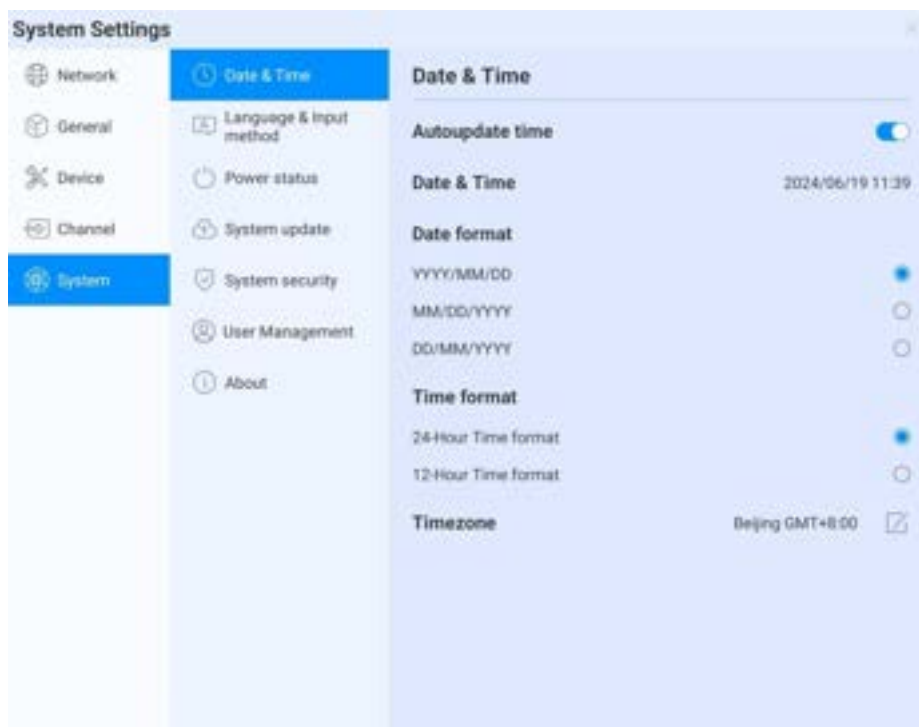 System Settings
Network
General
Device
Channel
System
Date & Time
Language & Input
method
Power status
System update
System security
User Management
About
Date & Time
Autoupdate time
Date & Time 2024/06/19 11:39
Date format
YYYY/MM/DD
MM/DD/YYYY
DD/MM/YYYY
Time format
24-Hour Time format
12-Hour Time format
Timezone Beijing GMT+8:00